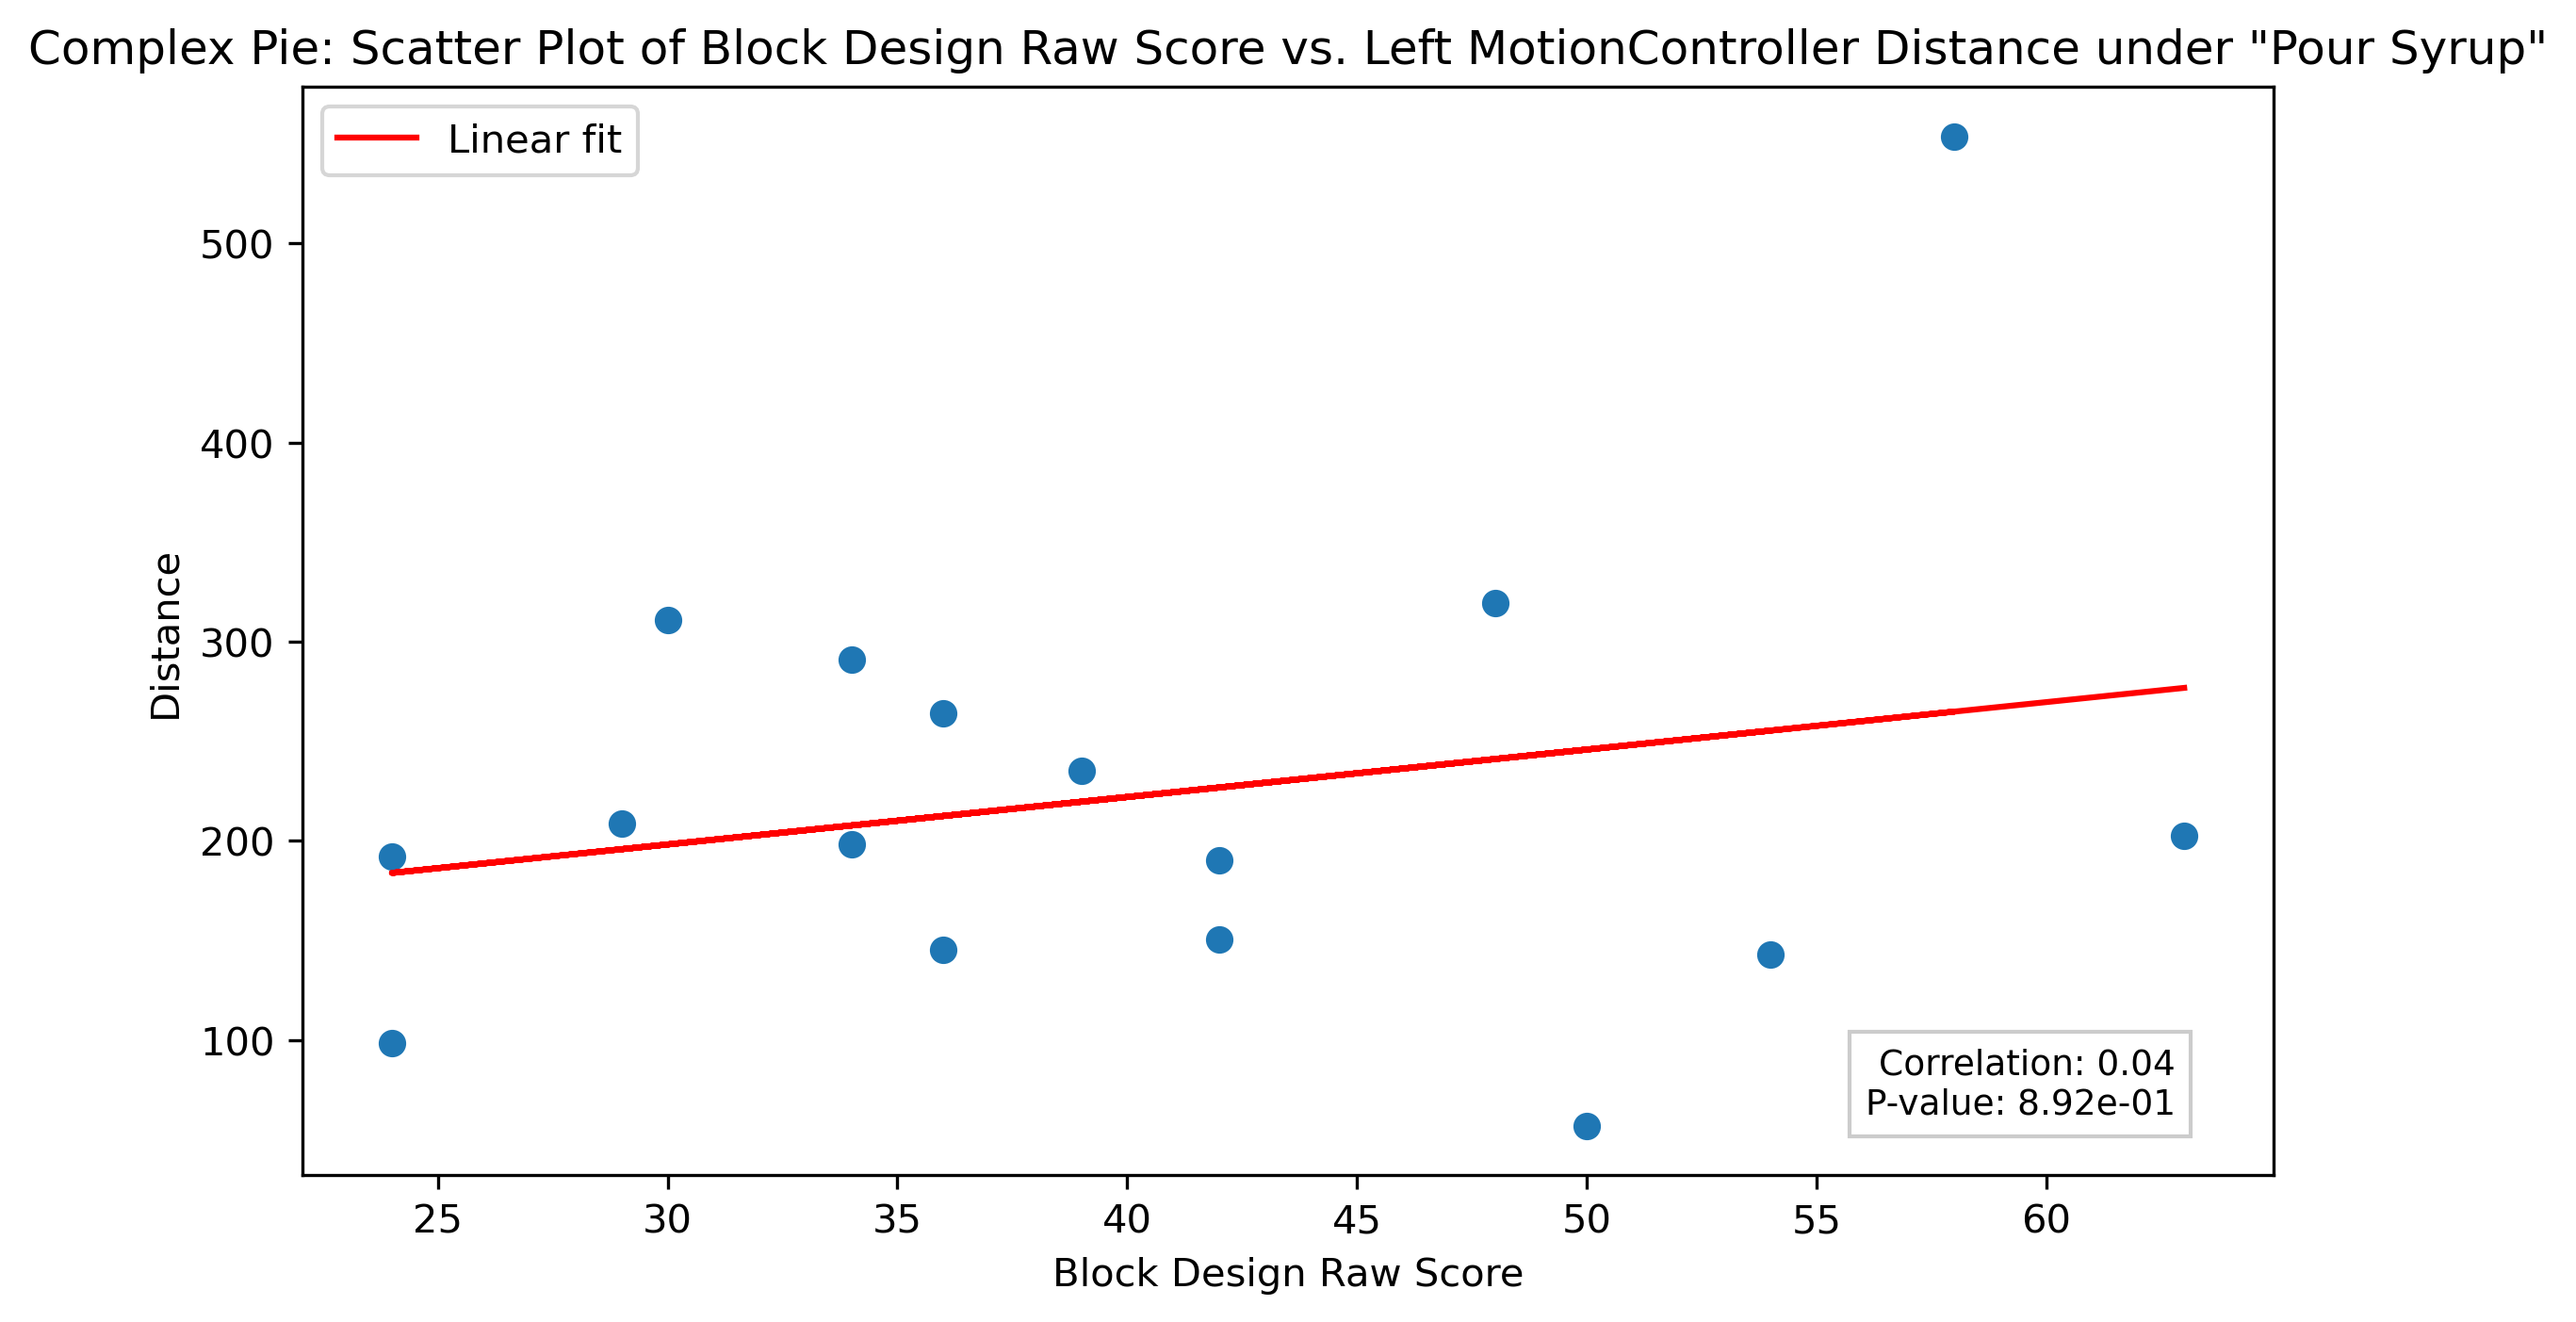 Complex Pie: Scatter Plot of Block Design Raw Score vs. Left MotionController Distance under "Pour Syrup"
Linear fit
500
400
300
200
100
Distance
Correlation: 0.04
P-value: 8.92e-01
25 30 35 40 45 50 55 60
Block Design Raw Score